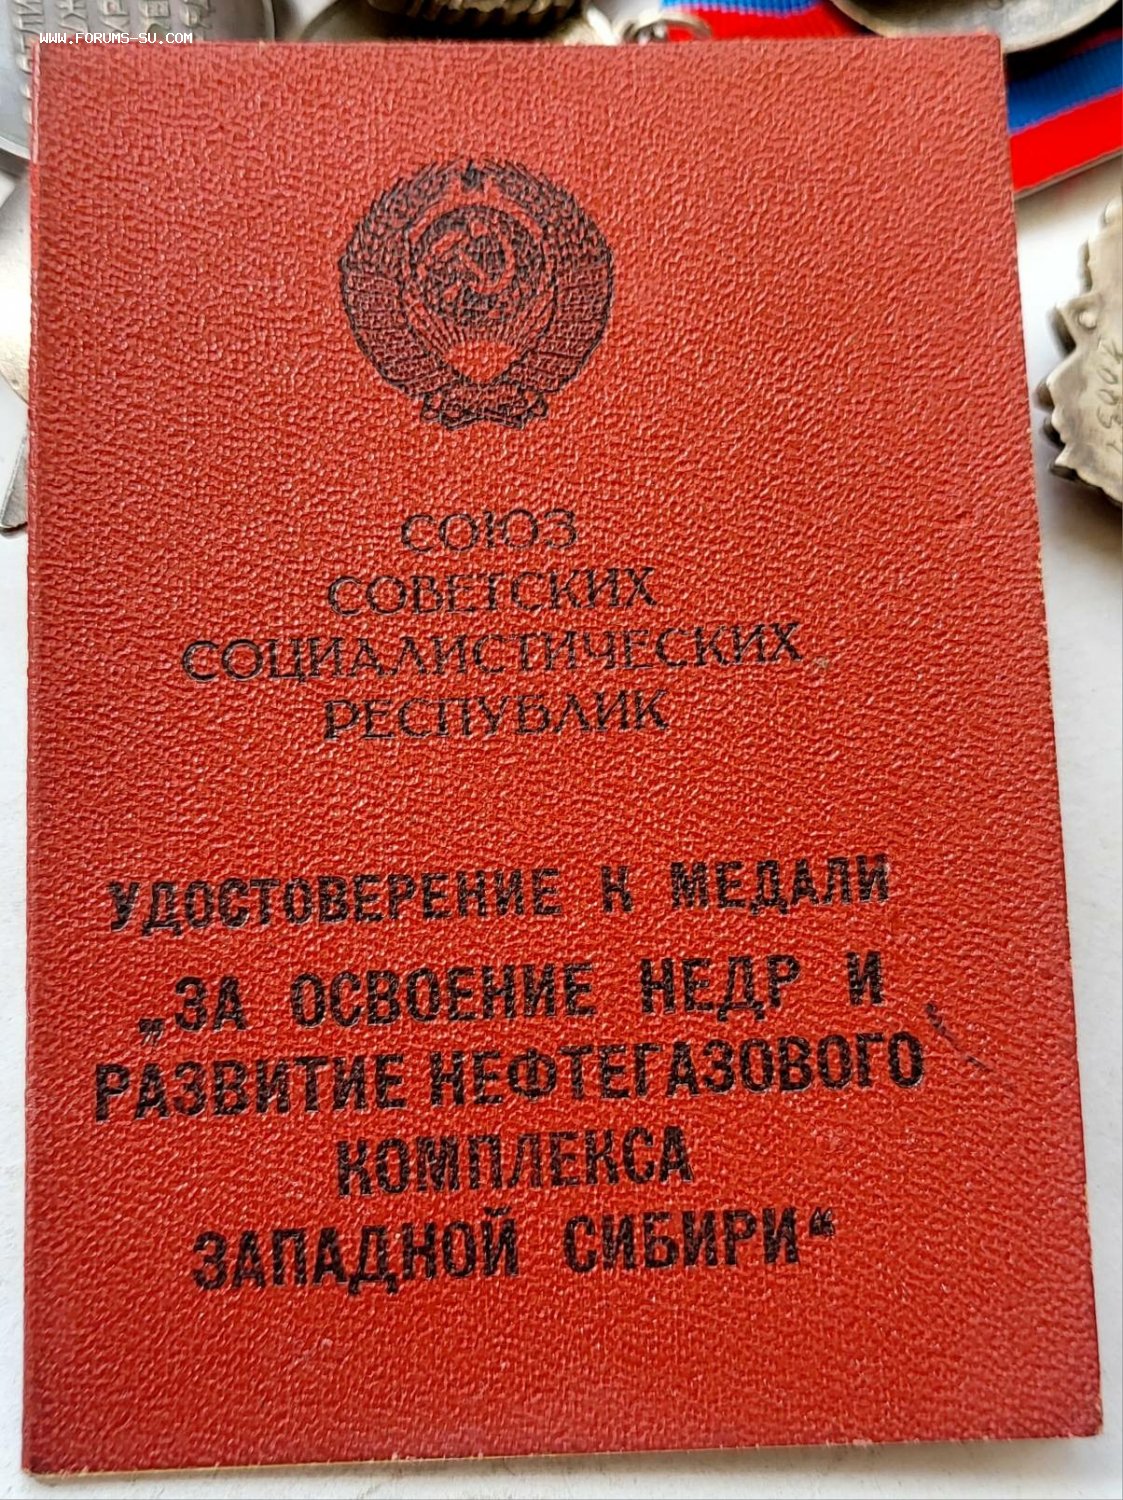 WWW.FORUMS-SU.COM
СОЮЗ
СОВЕТСКИХ
СОЦИАЛИСТИЧЕСКИХ
РЕСПУБЛИК
УДОСТОВЕРЕНИЕ К МЕДАЛИ
„ЗА ОСВОЕНИЕ НЕДР И
РАЗВИТИЕ НЕФТЕГАЗОВОГО
КОМПЛЕКСА
ЗАПАДНОЙ СИБИРИ“